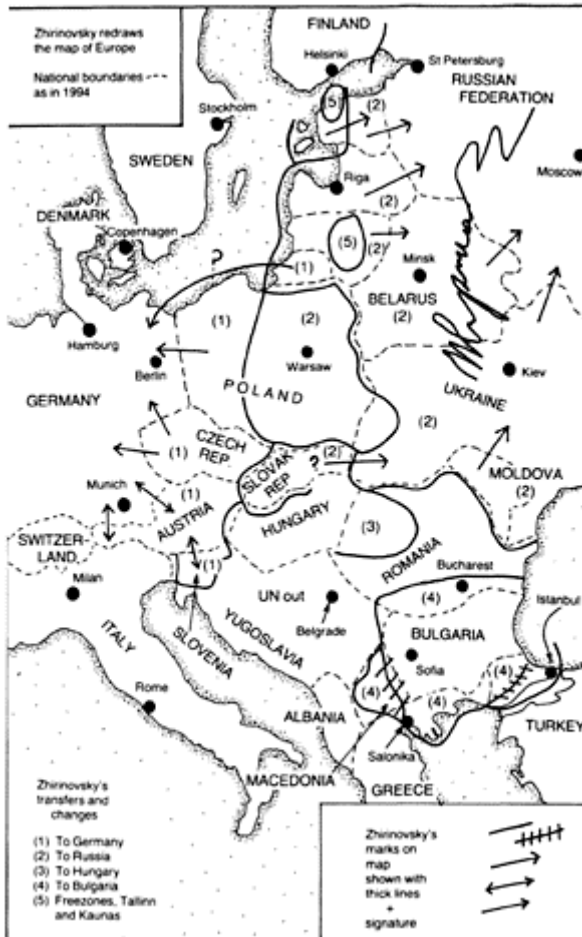 Zhirinovsky redraws
the map of Europe
National boundaries
as in 1994
FINLAND
Helsinki
St Petersburg
RUSSIAN
FEDERATION
(5)
(2)
Stockholm
Moscow
SWEDEN
Riga
(2)
DENMARK
Copenhagen
(5)
(2)
?
(1)
Minsk
BELARUS
(2)
(1)
(2)
Hamburg
Berlin
Warsaw
Kiev
POLAND
UKRAINE
GERMANY
(2)
CZECH
REP
(1)
SLOVAK
REP
?
(2)
MOLDOVA
(2)
Munich
(1)
AUSTRIA
HUNGARY
(3)
SWITZER-
LAND
(1)
ROMANIA
Milan
Bucharest
UN out
(4)
Istanbul
ITALY
SLOVENIA
YUGOSLAVIA
Belgrade
BULGARIA
Sofia
(4)
(4)
(4)
Rome
ALBANIA
TURKEY
Salonika
MACEDONIA
GREECE
Zhirinovsky's
transfers and
changes
(1) To Germany
(2) To Russia
(3) To Hungary
(4) To Bulgaria
(5) Freezones, Tallinn
and Kaunas
Zhirinovsky's
marks on
map
shown with
thick lines
+
signature